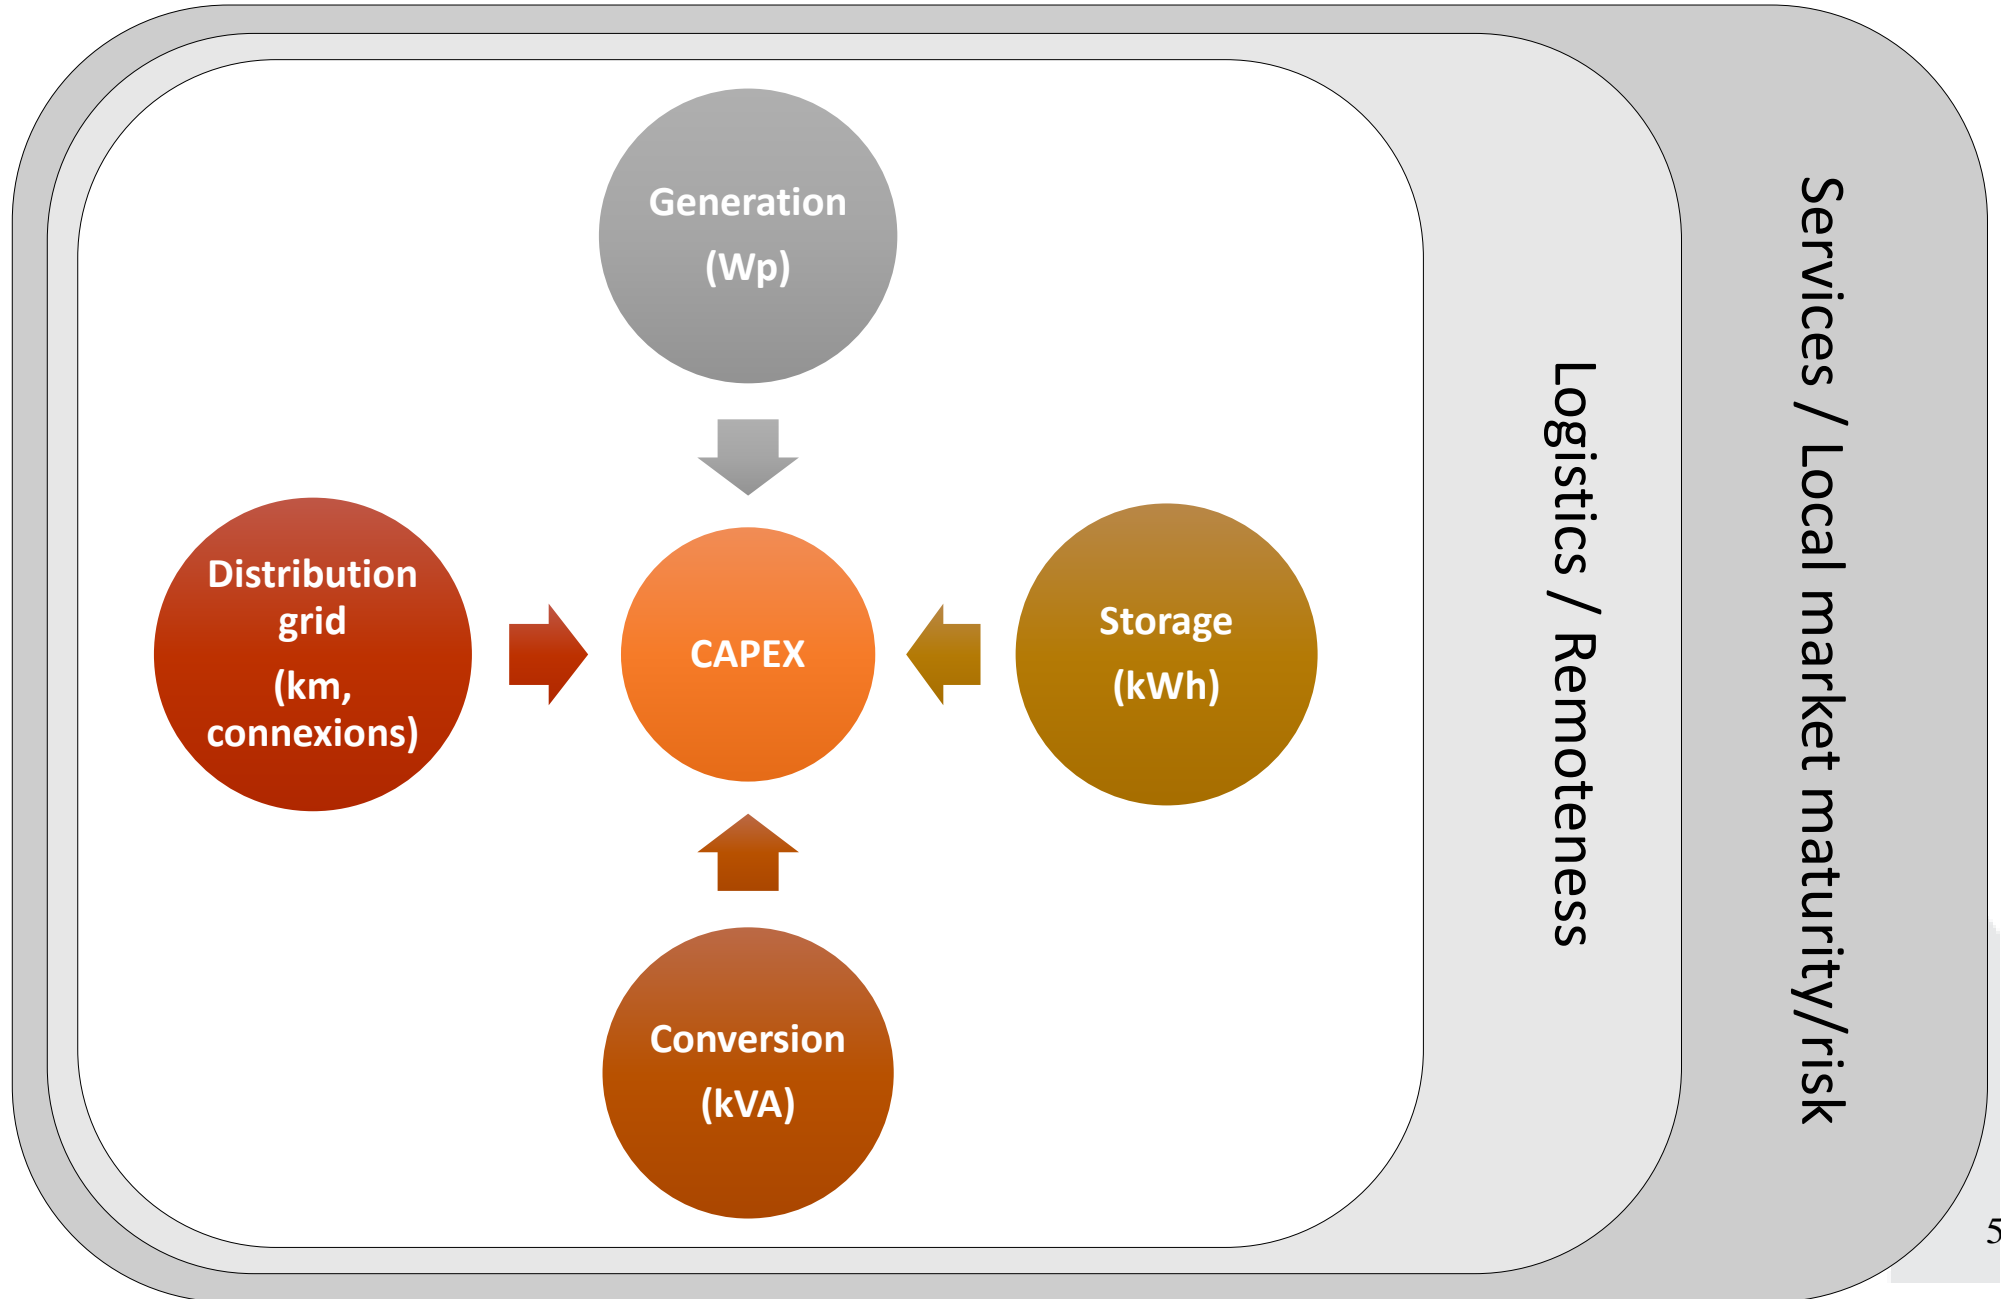 Generation
(Wp)
Distribution
grid
(km,
connexions)
CAPEX
Storage
(kWh)
Conversion
(kVA)
Logistics / Remoteness
Services / Local market maturity/risk
5